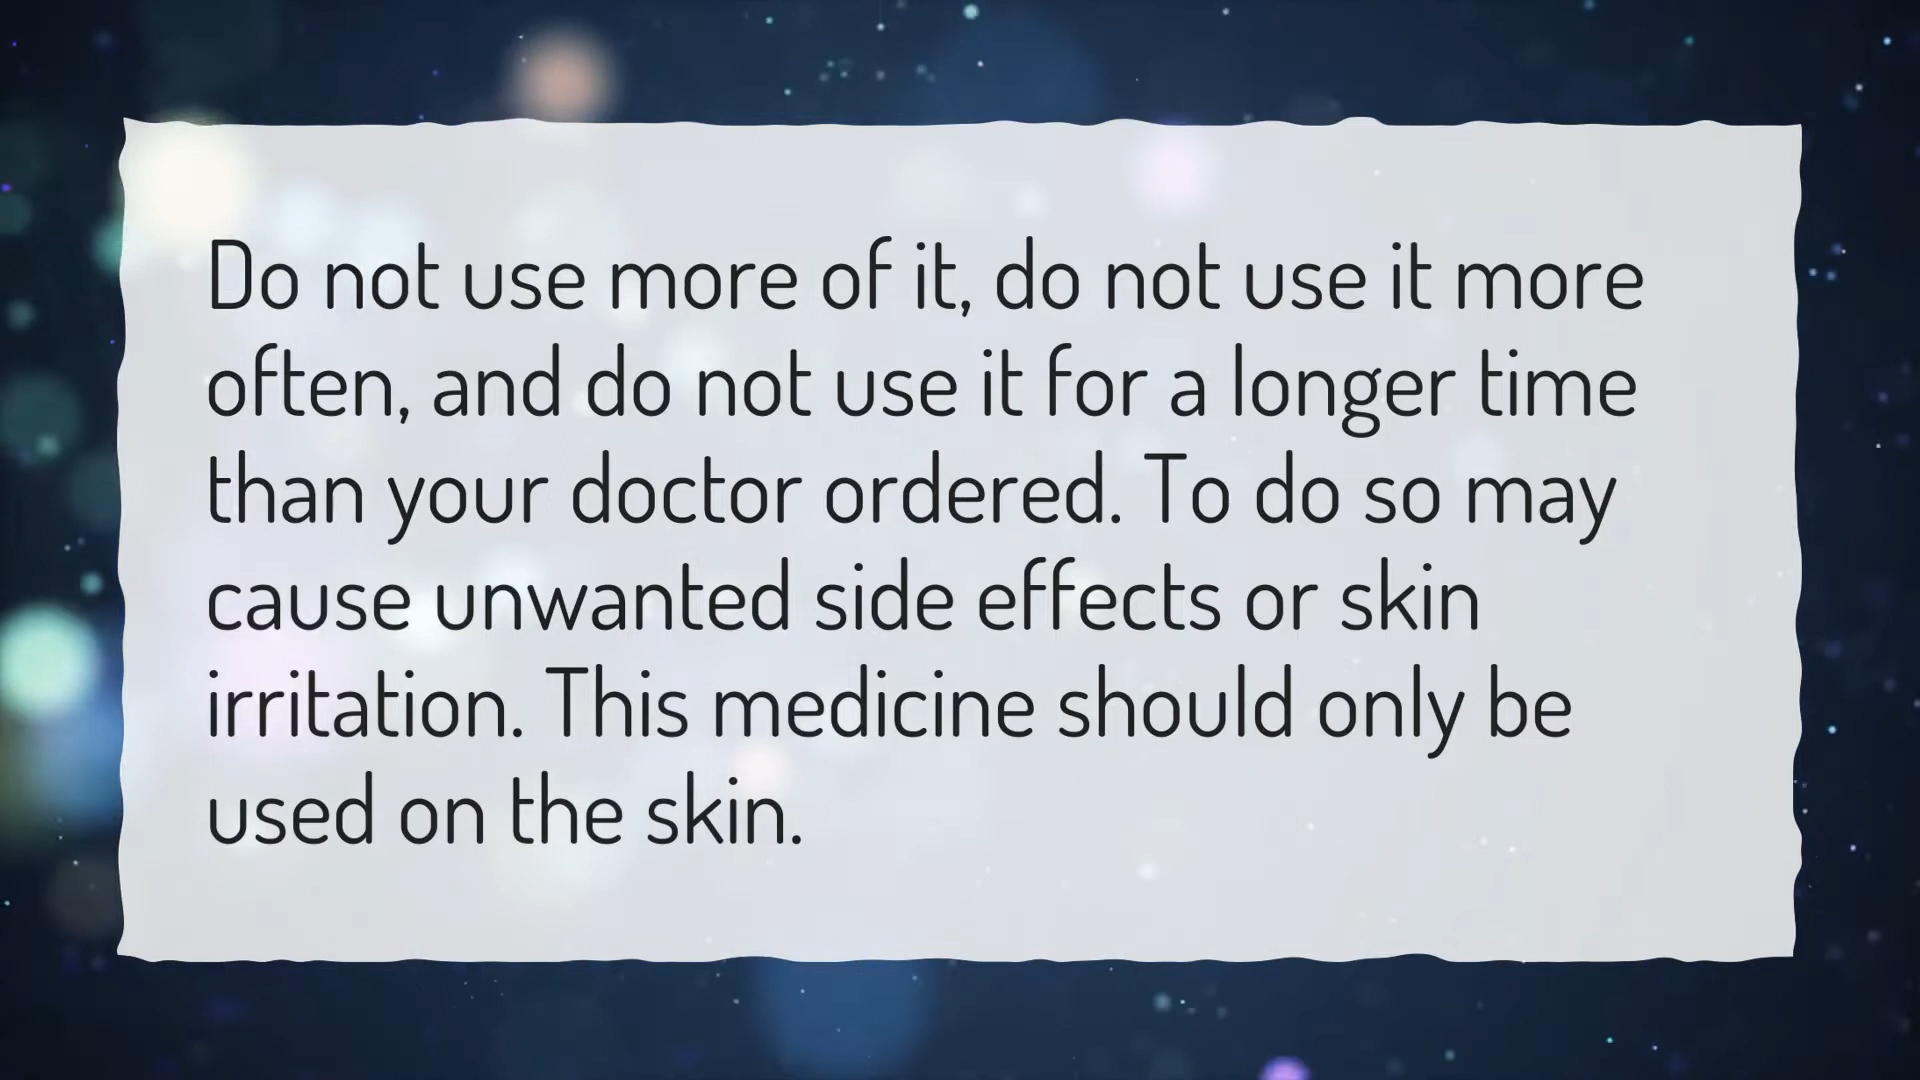 Do not use more of it, do not use it more
often, and do not use it for a longer time
than your doctor ordered. To do so may
cause unwanted side effects or skin
irritation. This medicine should only be
used on the skin.